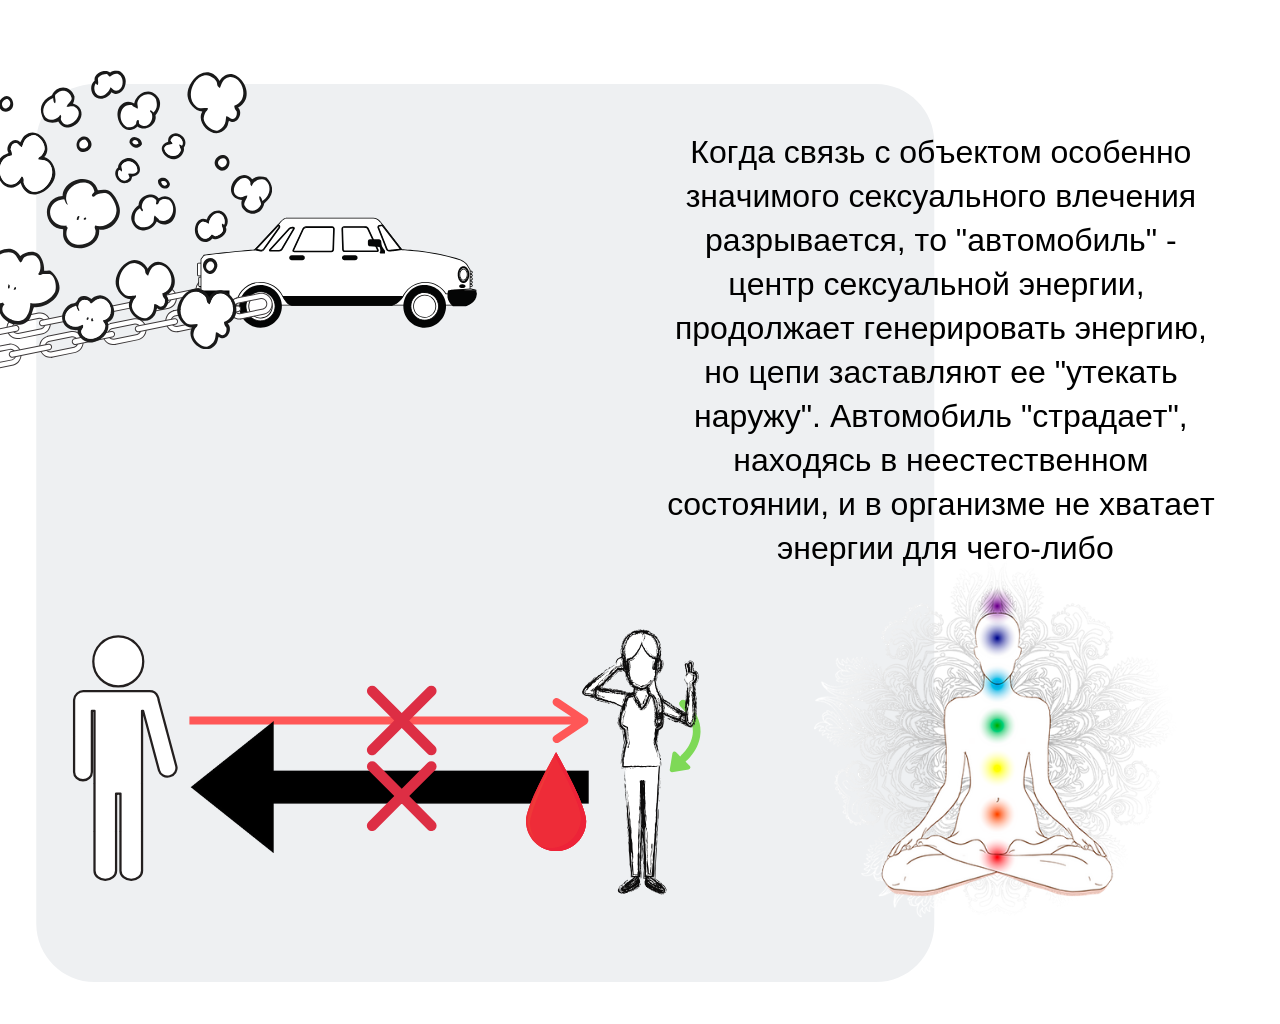 Когда связь с объектом особенно
значимого сексуального влечения
разрывается, то "автомобиль" -
центр сексуальной энергии,
продолжает генерировать энергию,
но цепи заставляют ее "утекать
наружу". Автомобиль "страдает",
находясь в неестественном
состоянии, и в организме не хватает
энергии для чего-либо